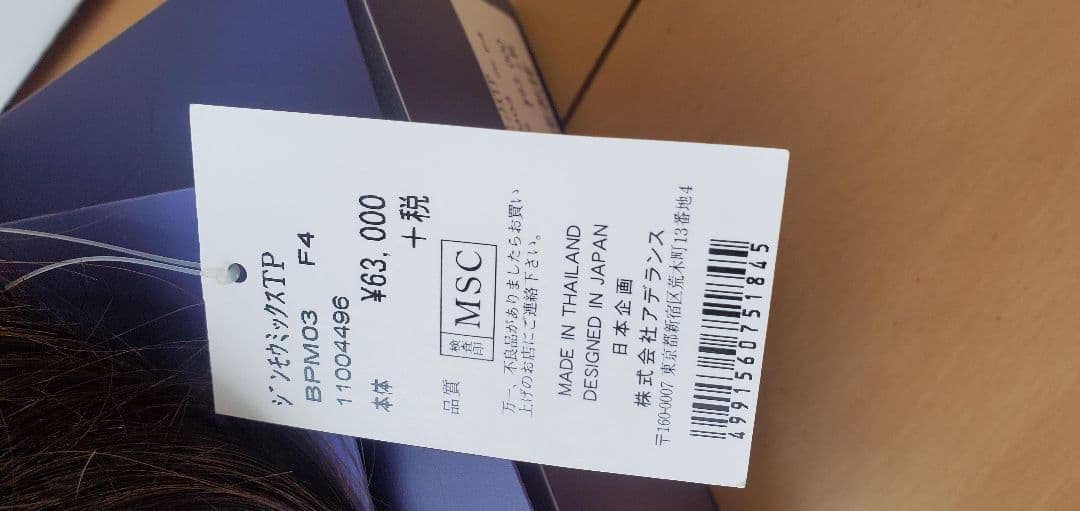 ジンモウミックスTP
BPM03 F4
11004496
本体 ¥63,000
+税
品質 検査印 MSC
万一、不良品がありましたらお買い
上げのお店にご連絡下さい。
MADE IN THAILAND
DESIGNED IN JAPAN
日本企画
株式会社アデランス
〒160-0007 東京都新宿区荒木町13番地4
4991560751845